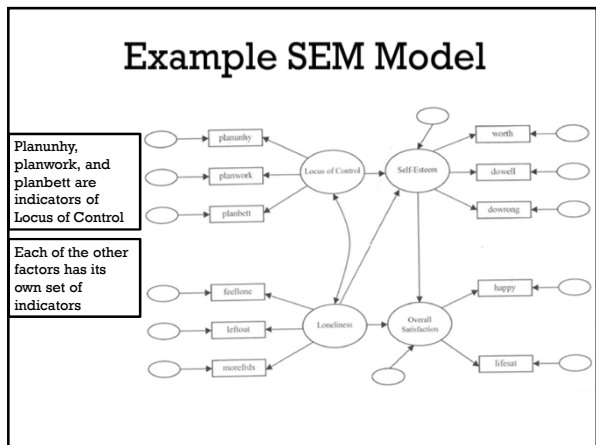 Example SEM Model
Planunhy,
planwork, and
planbett are
indicators of
Locus of Control
Each of the other
factors has its
own set of
indicators
planunhy
planwork
planbett
Locus of Control
Self-Esteem
worth
dowell
dowrong
feellone
leftout
morefrds
Loneliness
Overall
Satisfaction
happy
lifesat